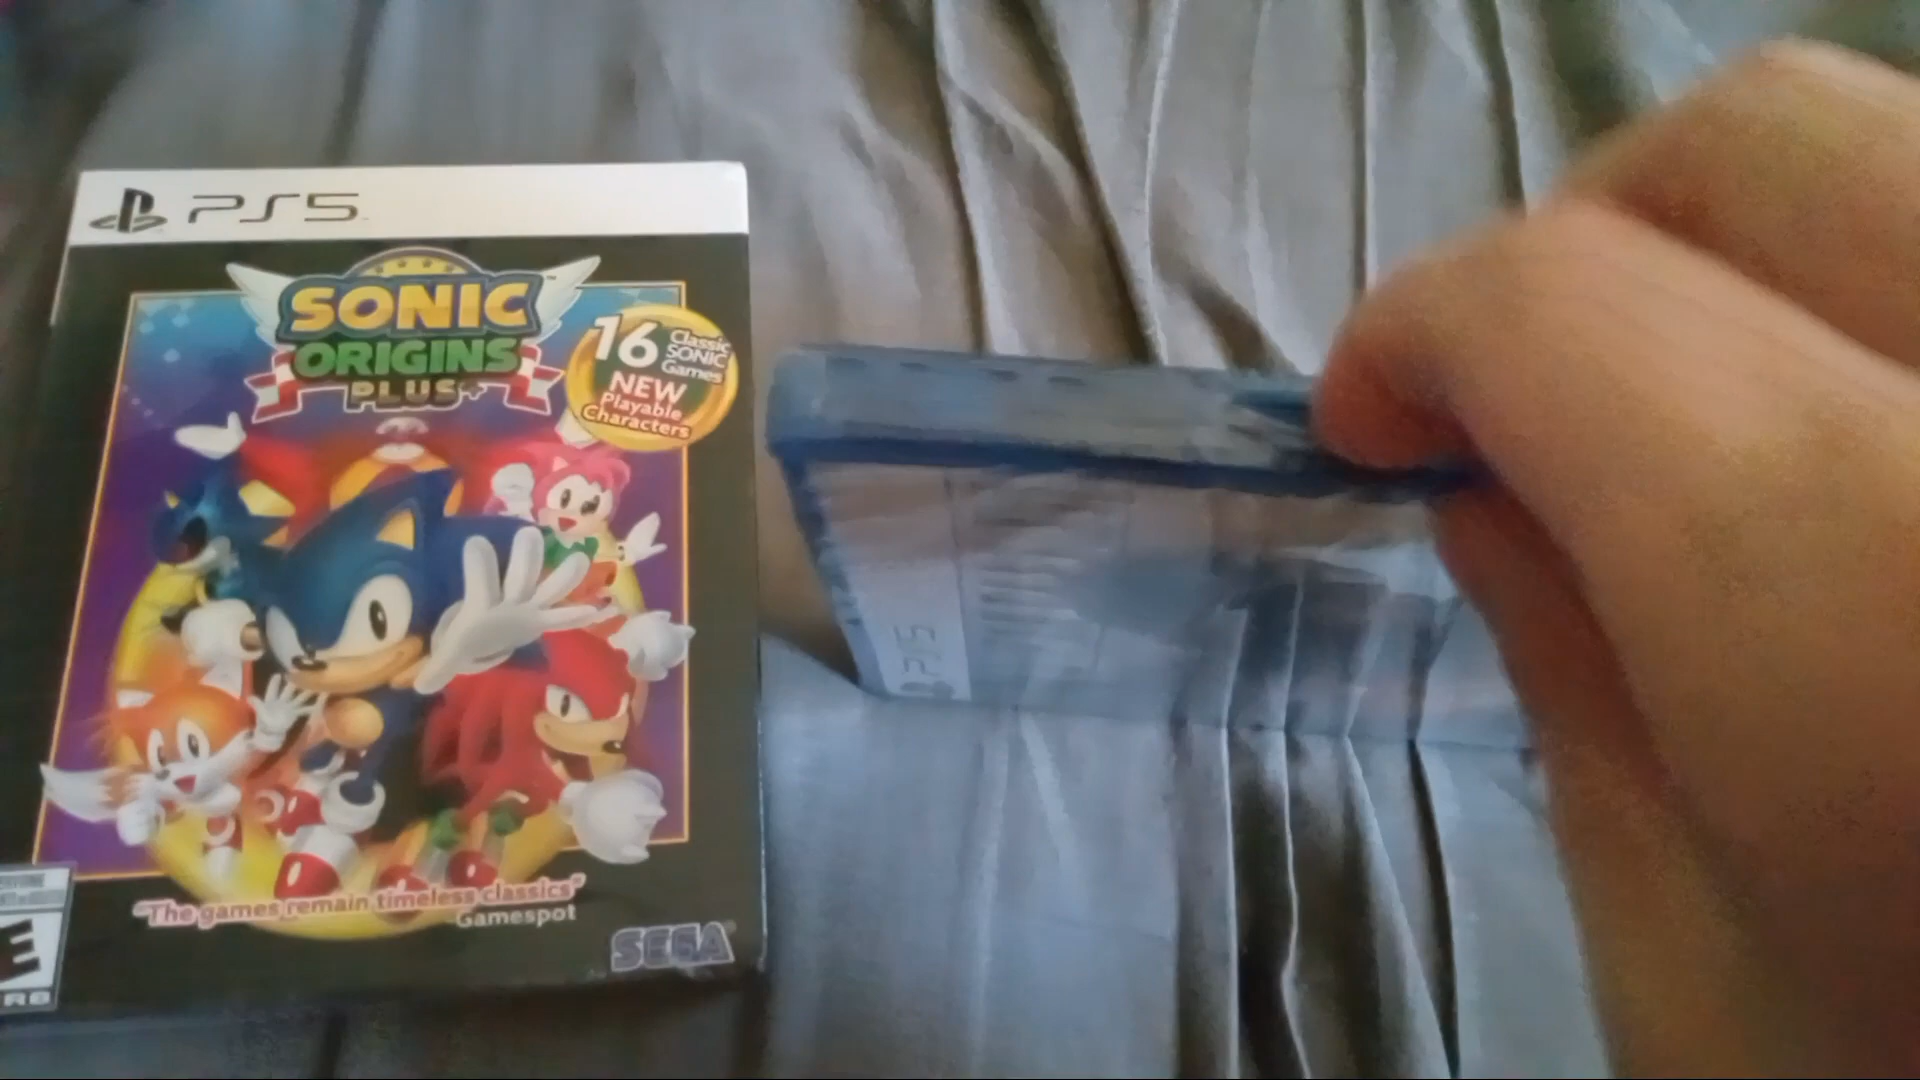 PS5
SONIC
ORIGINS
PLUS+
16 Classic
SONIC
Games
NEW
Playable
Characters
"The games remain timeless classics"
Gamespot
SEGA
E
PS5